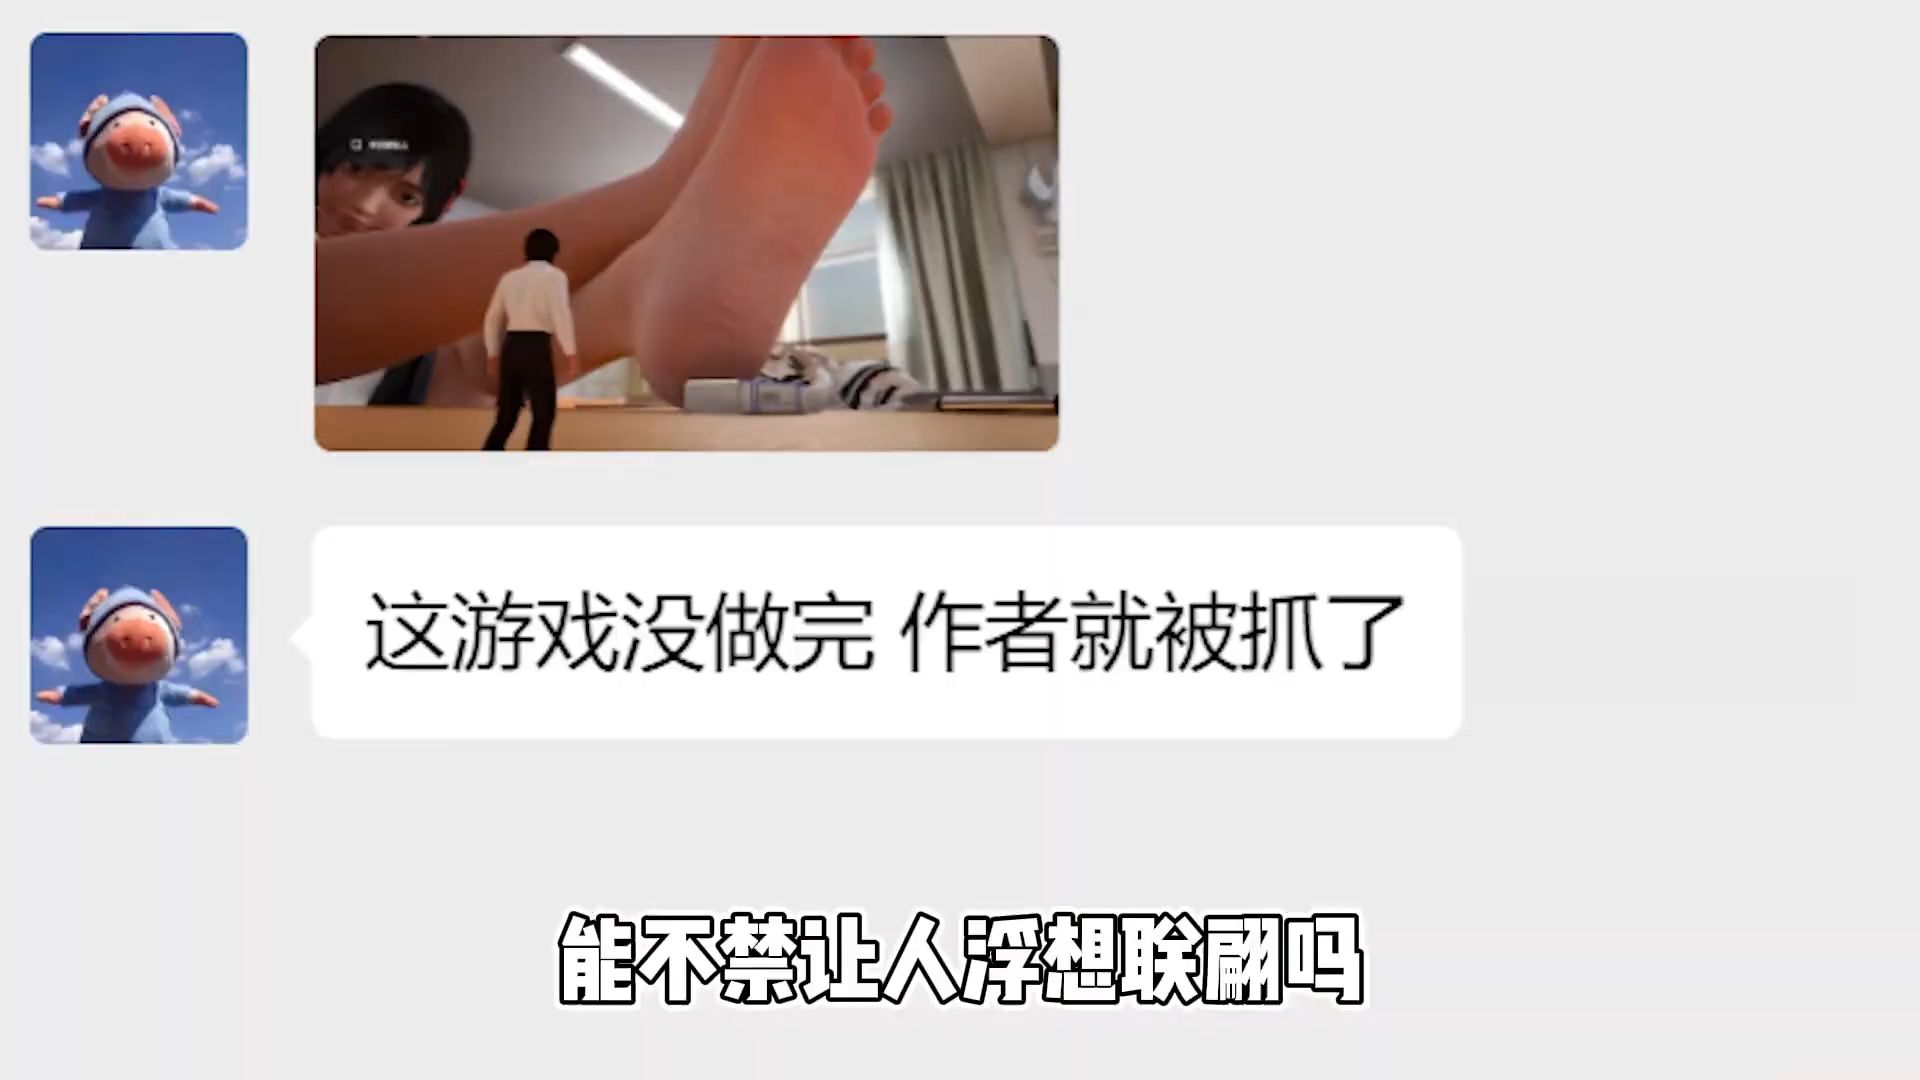 这游戏没做完 作者就被抓了
能不禁让人浮想联翩吗